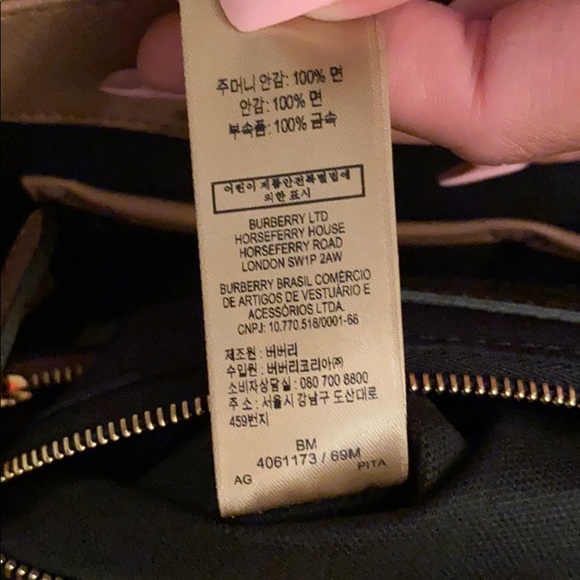 주머니 안감: 100% 면
안감: 100% 면
부속품: 100% 금속
어린이 제품안전특별법에
의한 표시
BURBERRY LTD
HORSEFERRY HOUSE
HORSEFERRY ROAD
LONDON SW1P 2AW
BURBERRY BRASIL COMÉRCIO
DE ARTIGOS DE VESTUÁRIO E
ACESSÓRIOS LTDA.
CNPJ: 10.770.518/0001-66
제조원 : 버버리
수입원 : 버버리코리아㈜
소비자상담실 : 080 700 8800
주 소 : 서울시 강남구 도산대로
459번지
BM
4061173 / 69M
AG PITA